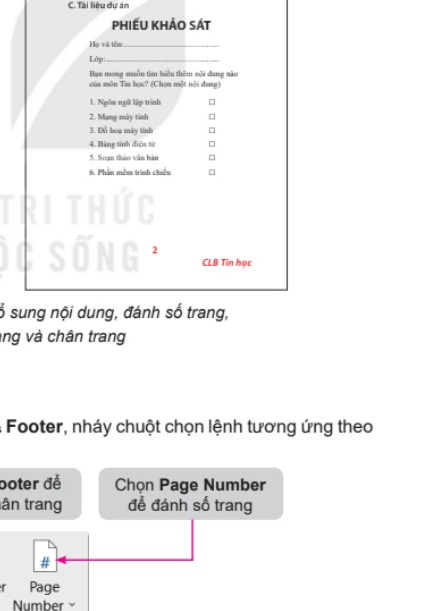 C. Tài liệu dự án
PHIẾU KHẢO SÁT
Họ và tên:
Lớp:
Bạn mong muốn tìm hiểu thêm nội dung nào
của môn Tin học? (Chọn một nội dung)
1. Ngôn ngữ lập trình □
2. Mạng máy tính □
3. Đồ hoạ máy tính □
4. Bảng tính điện tử □
5. Soạn thảo văn bản □
6. Phần mềm trình chiếu □
TRI THỨC
SỐNG
2
CLB Tin học
sung nội dung, đánh số trang,
và chân trang
Footer, nháy chuột chọn lệnh tương ứng theo
để
trang
Chọn Page Number
để đánh số trang
#
Page
Number